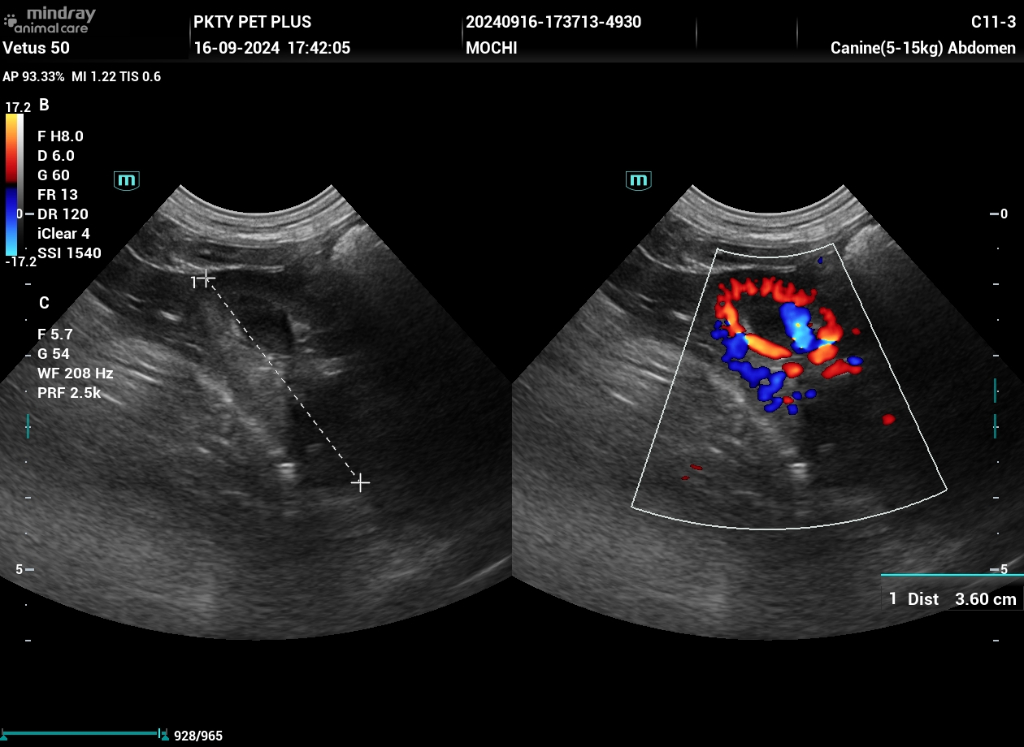 mindray
animalcare
Vetus 50
PKTY PET PLUS
16-09-2024 17:42:05
20240916-173713-4930
MOCHI
C11-3
Canine(5-15kg) Abdomen
AP 93.33% MI 1.22 TIS 0.6
17.2
B
F H8.0
D 6.0
G 60
FR 13
DR 120
iClear 4
SSI 1540
0
-17.2
C
F 5.7
G 54
WF 208 Hz
PRF 2.5k
m
m
1
0
5
5
1 Dist 3.60 cm
928/965